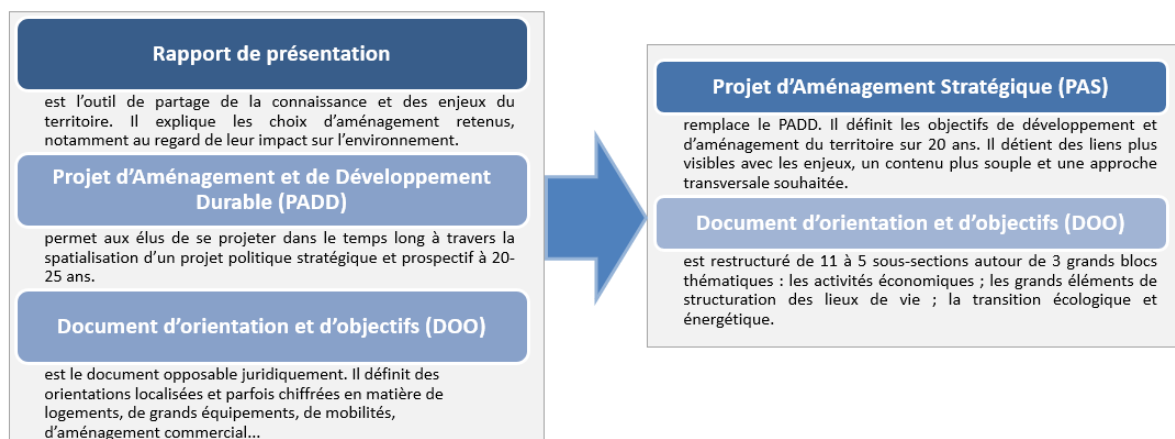 Rapport de présentation
est l’outil de partage de la connaissance et des enjeux du
territoire. Il explique les choix d’aménagement retenus,
notamment au regard de leur impact sur l’environnement.
Projet d’Aménagement et de Développement
Durable (PADD)
permet aux élus de se projeter dans le temps long à travers la
spatialisation d’un projet politique stratégique et prospectif à 20-
25 ans.
Document d’orientation et d’objectifs (DOO)
est le document opposable juridiquement. Il définit des
orientations localisées et parfois chiffrées en matière de
logements, de grands équipements, de mobilités,
d’aménagement commercial...
Projet d’Aménagement Stratégique (PAS)
remplace le PADD. Il définit les objectifs de développement et
d’aménagement du territoire sur 20 ans. Il détient des liens plus
visibles avec les enjeux, un contenu plus souple et une approche
transversale souhaitée.
Document d’orientation et d’objectifs (DOO)
est restructuré de 11 à 5 sous-sections autour de 3 grands blocs
thématiques : les activités économiques ; les grands éléments de
structuration des lieux de vie ; la transition écologique et
énergétique.